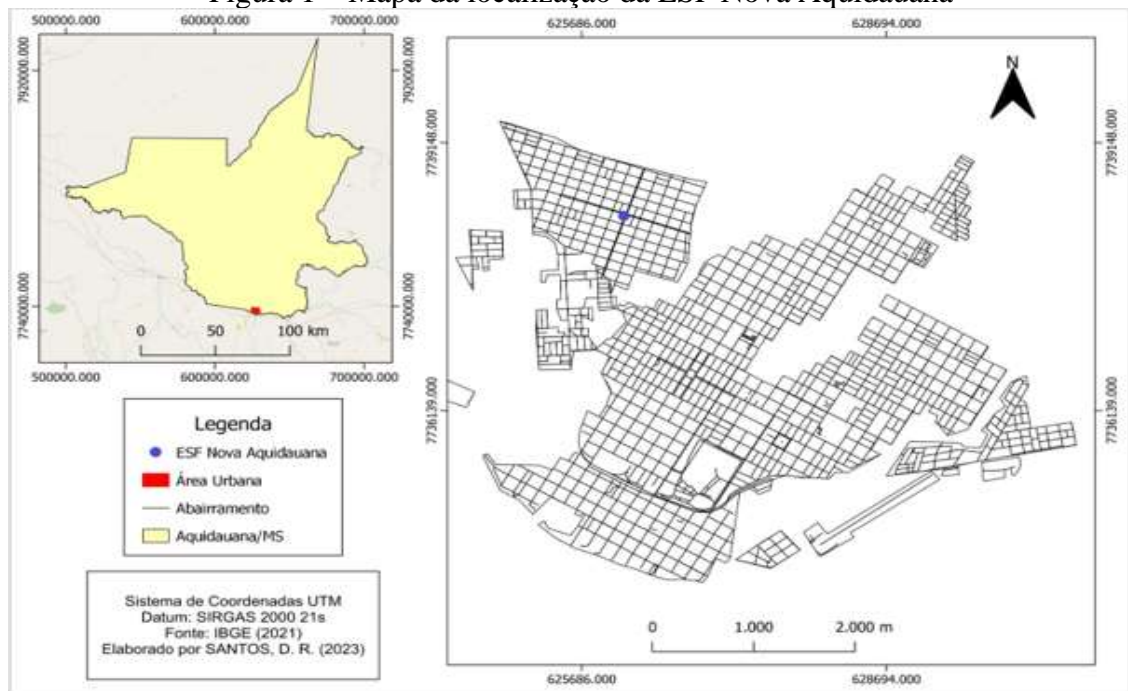 Figura 1 – Mapa da localização da ESF Nova Aquidauana
500000.000 600000.000 700000.000
7920000.000
7920000.000
7740000.000
7740000.000
0 50 100 km
500000.000 600000.000 700000.000
625686.000 628694.000
N
7739148.000
7739148.000
7736139.000
7736139.000
0 1.000 2.000 m
625686.000 628694.000
Legenda
ESF Nova Aquidauana
Área Urbana
Abairramento
Aquidauana/MS
Sistema de Coordenadas UTM
Datum: SIRGAS 2000 21s
Fonte: IBGE (2021)
Elaborado por SANTOS, D. R. (2023)